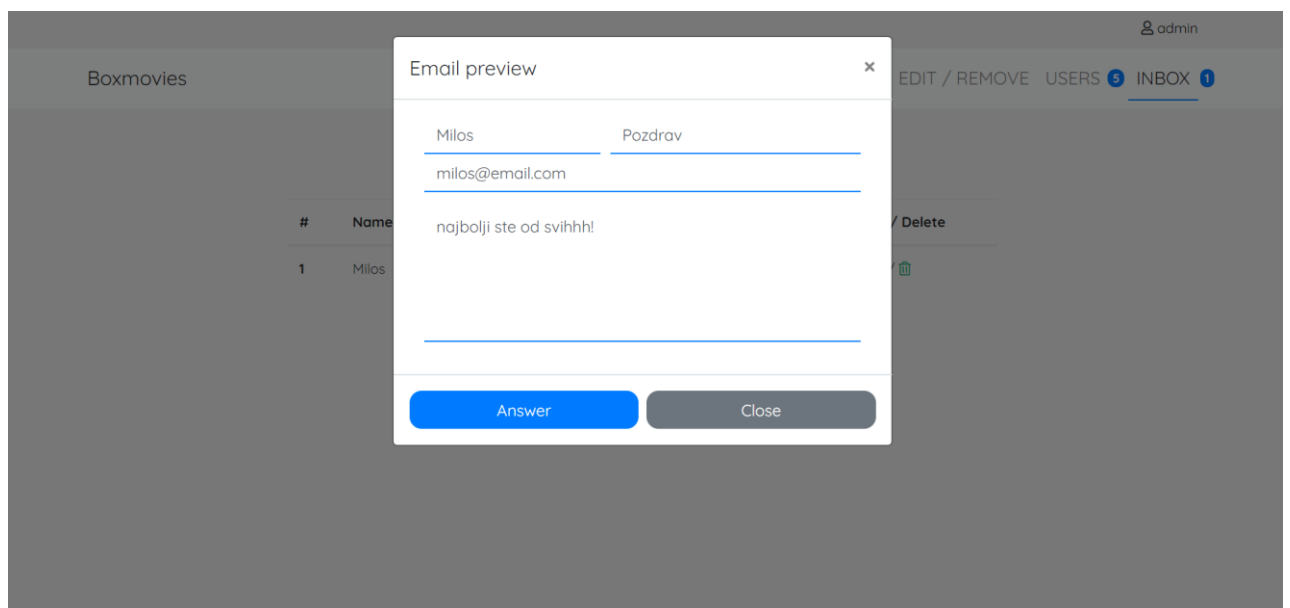 admin
Boxmovies
EDIT / REMOVE USERS 5 INBOX 1
Email preview ×
Milos Pozdrav
milos@email.com
najbolji ste od svihhh!
Answer Close
# Name / Delete
1 Milos /